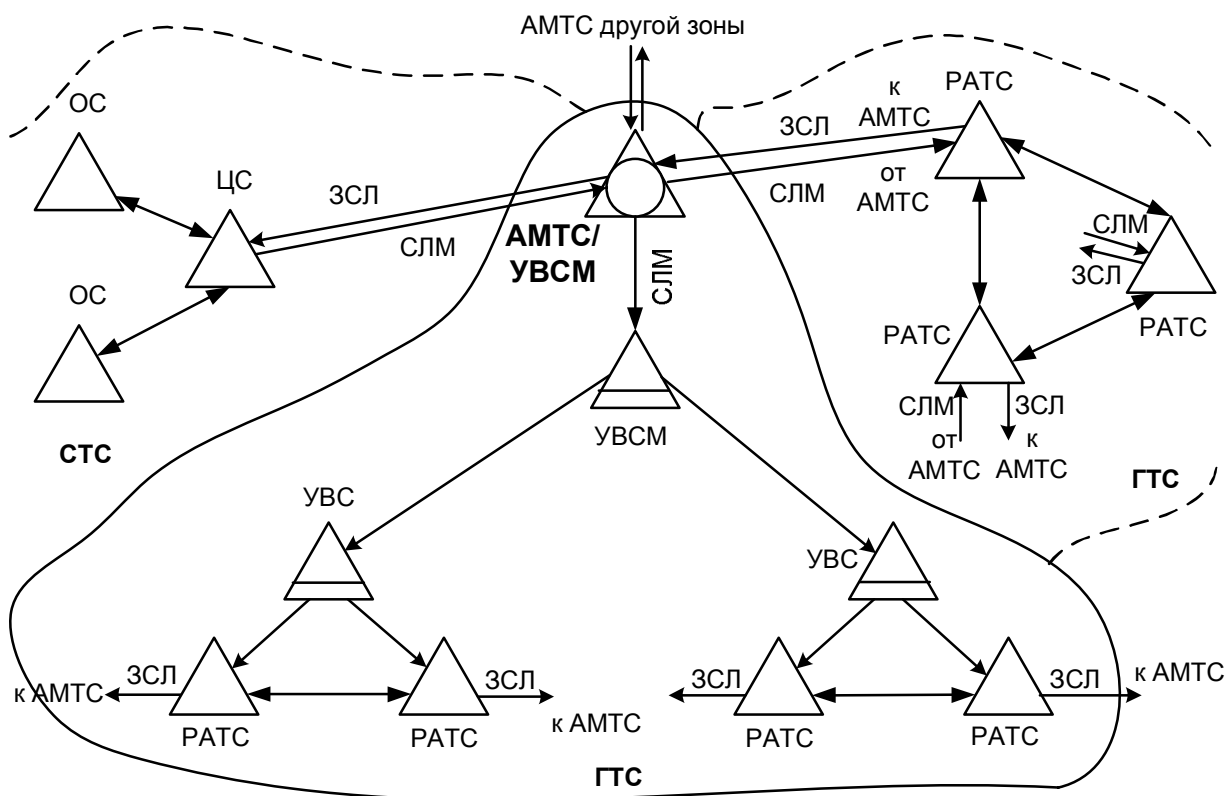 АМТС другой зоны
ОС
ЦС
ЗСЛ
СЛМ
ОС
СТС
АМТС/
УВСМ
СЛМ
УВСМ
РАТС
к
АМТС
ЗСЛ
СЛМ
от
АМТС
СЛМ
ЗСЛ
РАТС
РАТС
СЛМ
от
АМТС
ЗСЛ
к
АМТС
ГТС
УВС
УВС
ЗСЛ
к АМТС
РАТС
РАТС
ЗСЛ
к АМТС
ЗСЛ
РАТС
РАТС
ЗСЛ
к АМТС
ГТС